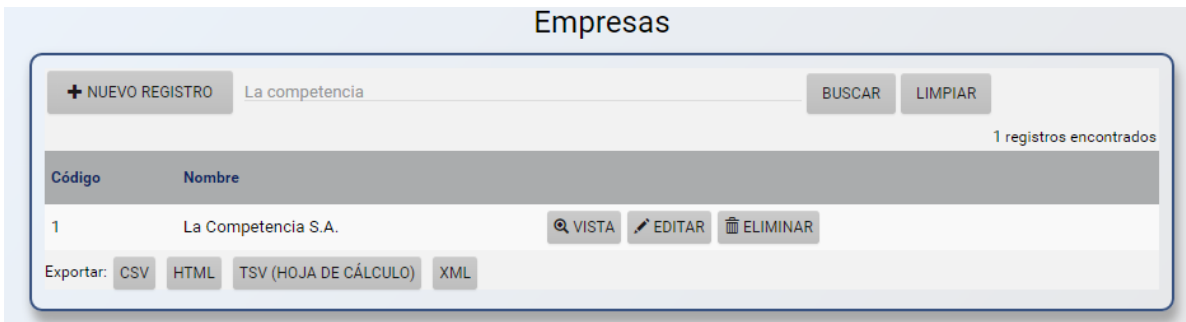 Empresas
NUEVO REGISTRO La competencia BUSCAR LIMPIAR
1 registros encontrados
Código Nombre
1 La Competencia S.A. VISTA EDITAR ELIMINAR
Exportar: CSV HTML TSV (HOJA DE CÁLCULO) XML